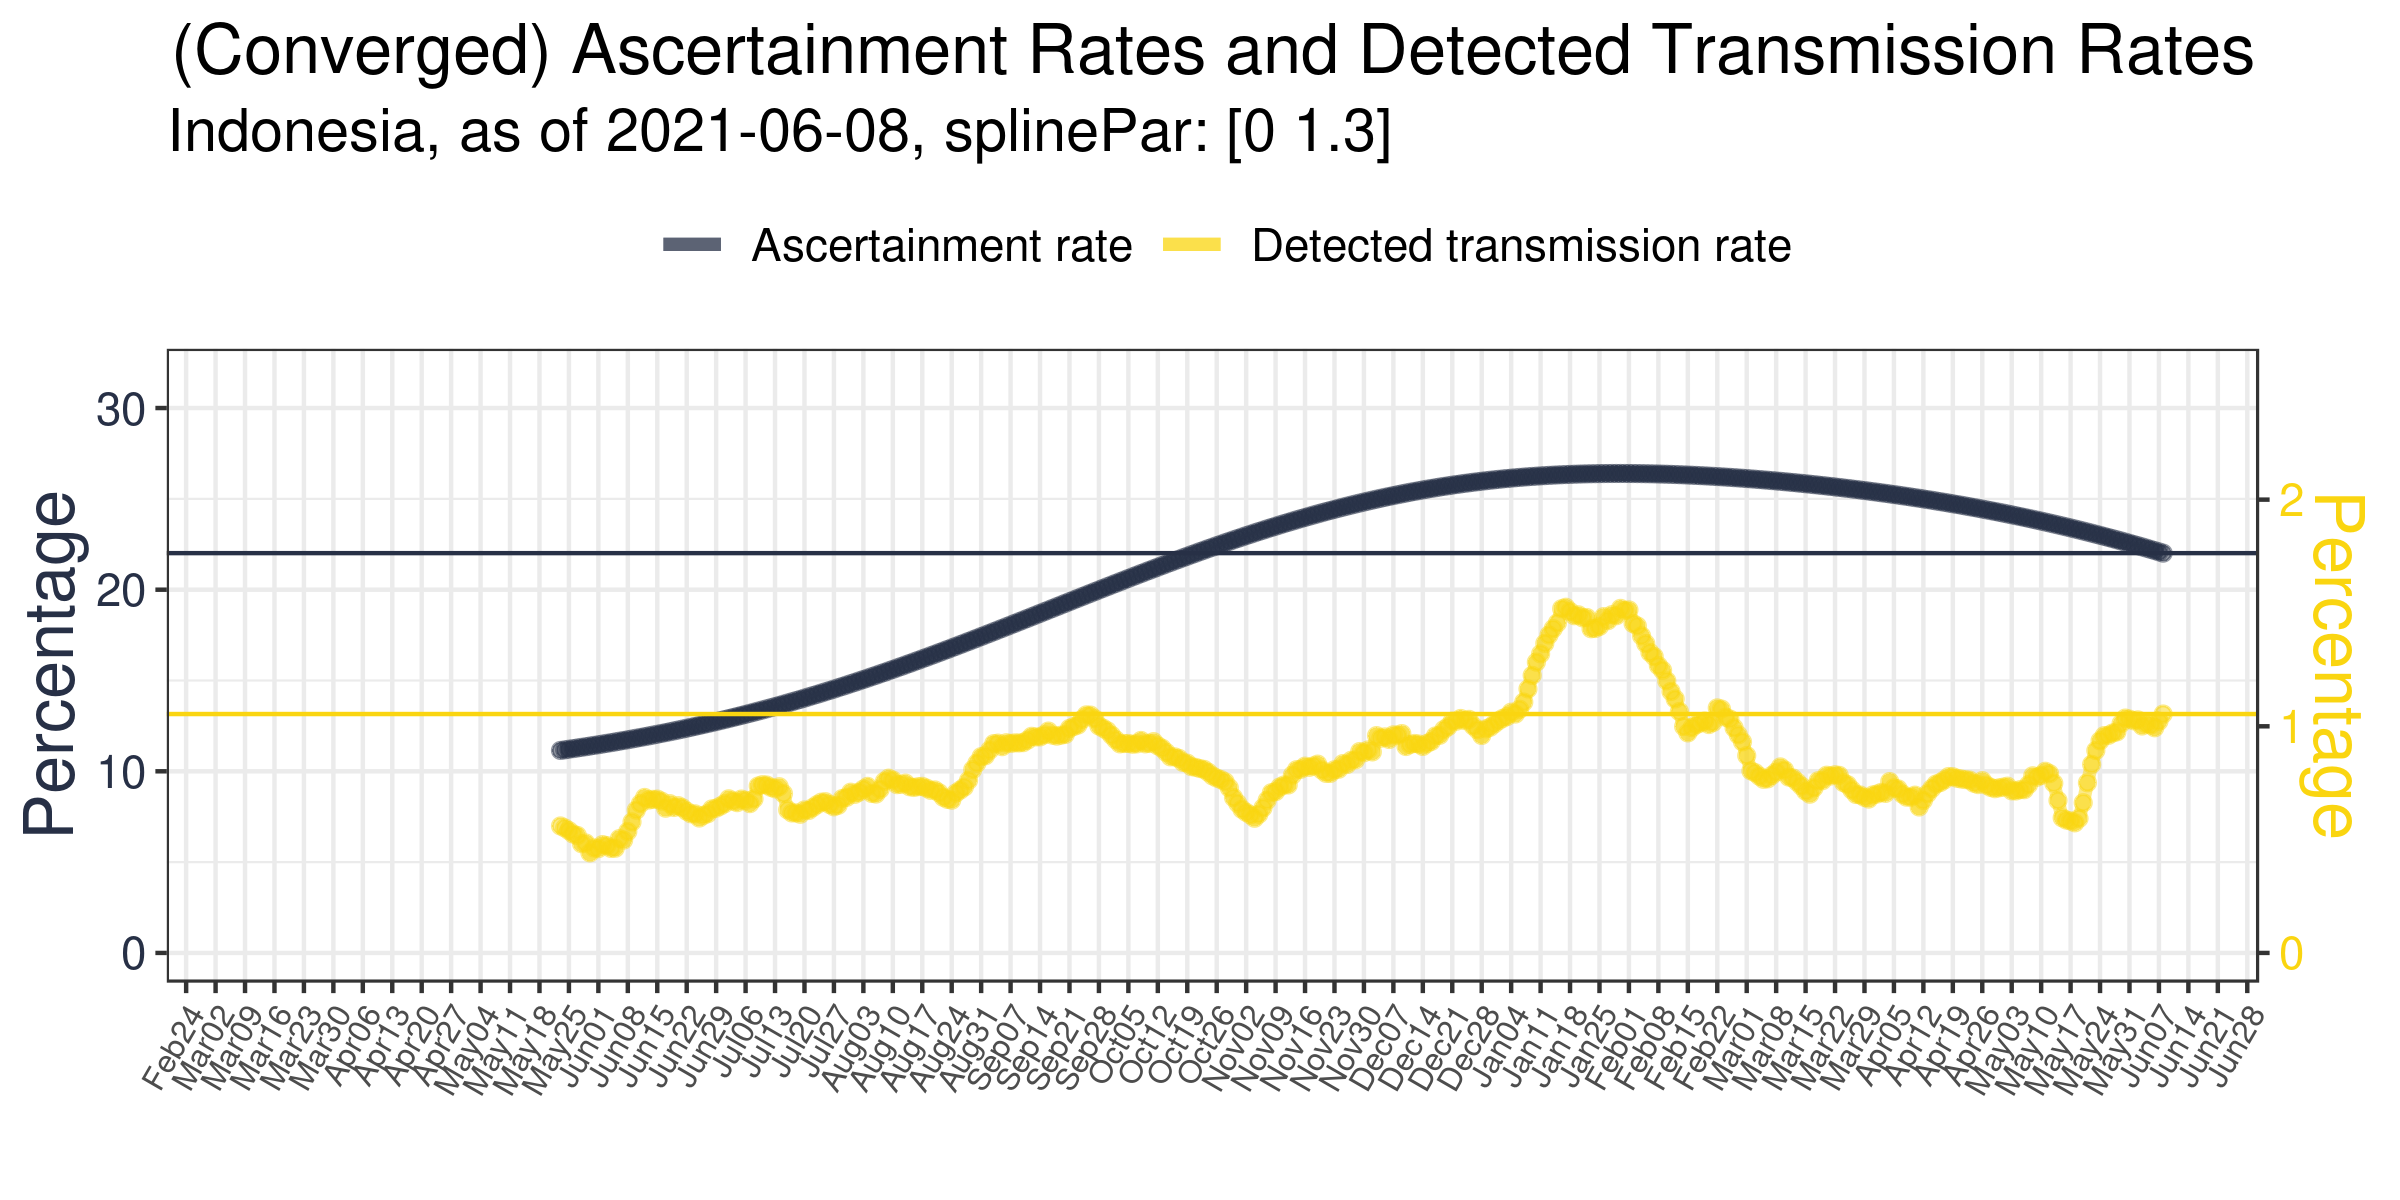 (Converged) Ascertainment Rates and Detected Transmission Rates
Indonesia, as of 2021-06-08, splinePar: [0 1.3]
Ascertainment rate
Detected transmission rate
Percentage
30
20
10
0
2
1
0
Percentage
Feb24
Mar02
Mar09
Mar16
Mar23
Mar30
Apr06
Apr13
Apr20
Apr27
May04
May11
May18
May25
Jun01
Jun08
Jun15
Jun22
Jun29
Jul06
Jul13
Jul20
Jul27
Aug03
Aug10
Aug17
Aug24
Aug31
Sep07
Sep14
Sep21
Sep28
Oct05
Oct12
Oct19
Oct26
Nov02
Nov09
Nov16
Nov23
Nov30
Dec07
Dec14
Dec21
Dec28
Jan04
Jan11
Jan18
Jan25
Feb01
Feb08
Feb15
Feb22
Mar01
Mar08
Mar15
Mar22
Mar29
Apr05
Apr12
Apr19
Apr26
May03
May10
May17
May24
May31
Jun07
Jun14
Jun21
Jun28